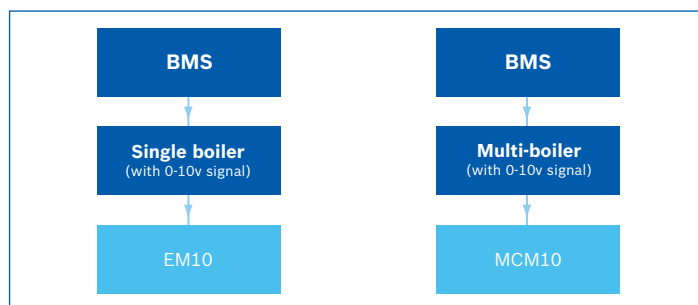 BMS
Single boiler
(with 0-10v signal)
EM10
BMS
Multi-boiler
(with 0-10v signal)
MCM10